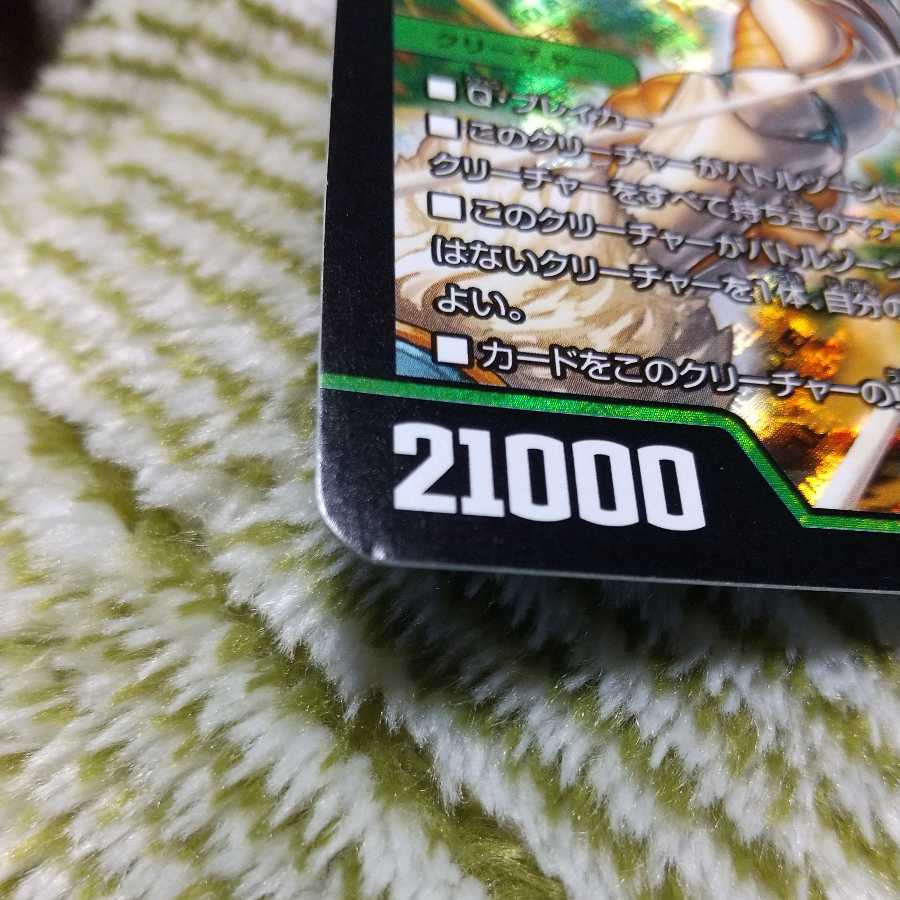 クリーチャー
■Q・ブレイカー
■このクリーチャーがバトルゾーンに
クリーチャーをすべて持ち主のマナ
■このクリーチャーがバトルゾーン
はないクリーチャーを1体、自分の
よい。
■カードをこのクリーチャーの
21000